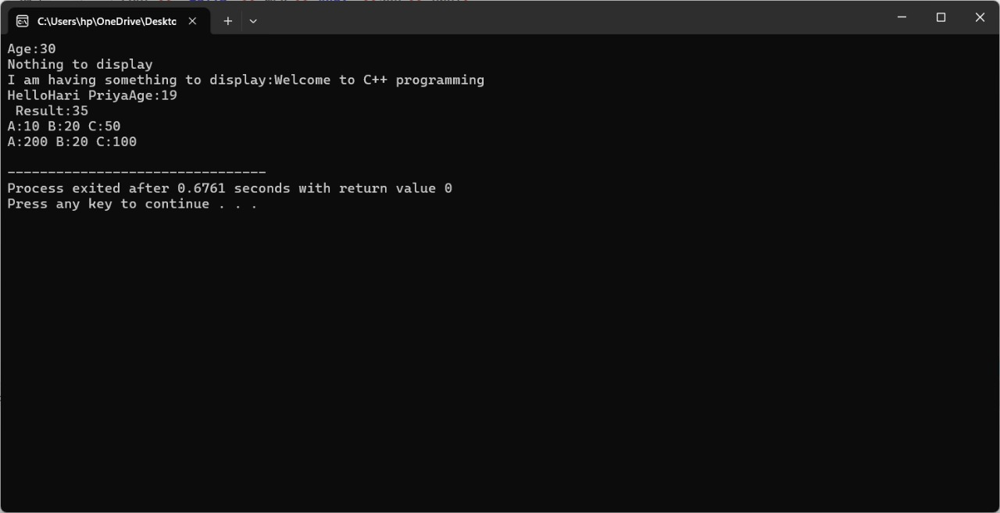 C:\Users\hp\OneDrive\Deskto
Age:30
Nothing to display
I am having something to display:Welcome to C++ programming
HelloHari PriyaAge:19
 Result:35
A:10 B:20 C:50
A:200 B:20 C:100
--------------------------------
Process exited after 0.6761 seconds with return value 0
Press any key to continue . . .